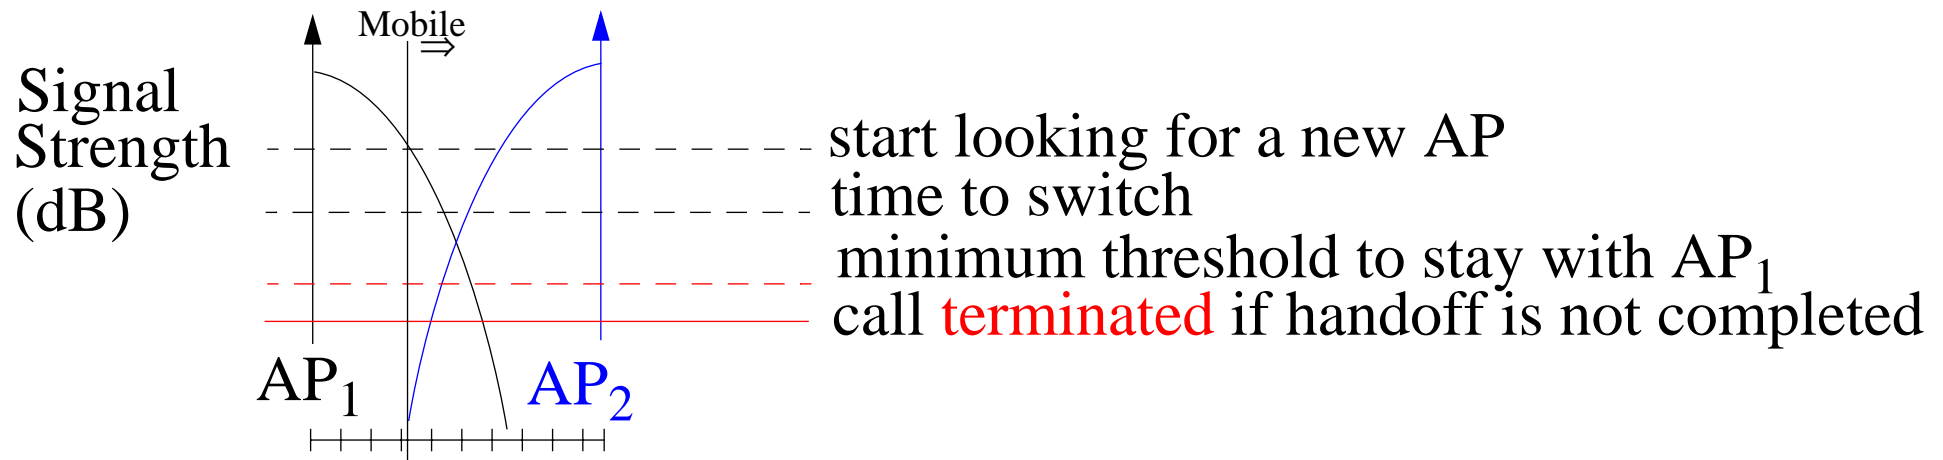 Mobile
⇒
Signal
Strength
(dB)
start looking for a new AP
time to switch
minimum threshold to stay with AP1
call terminated if handoff is not completed
AP1
AP2